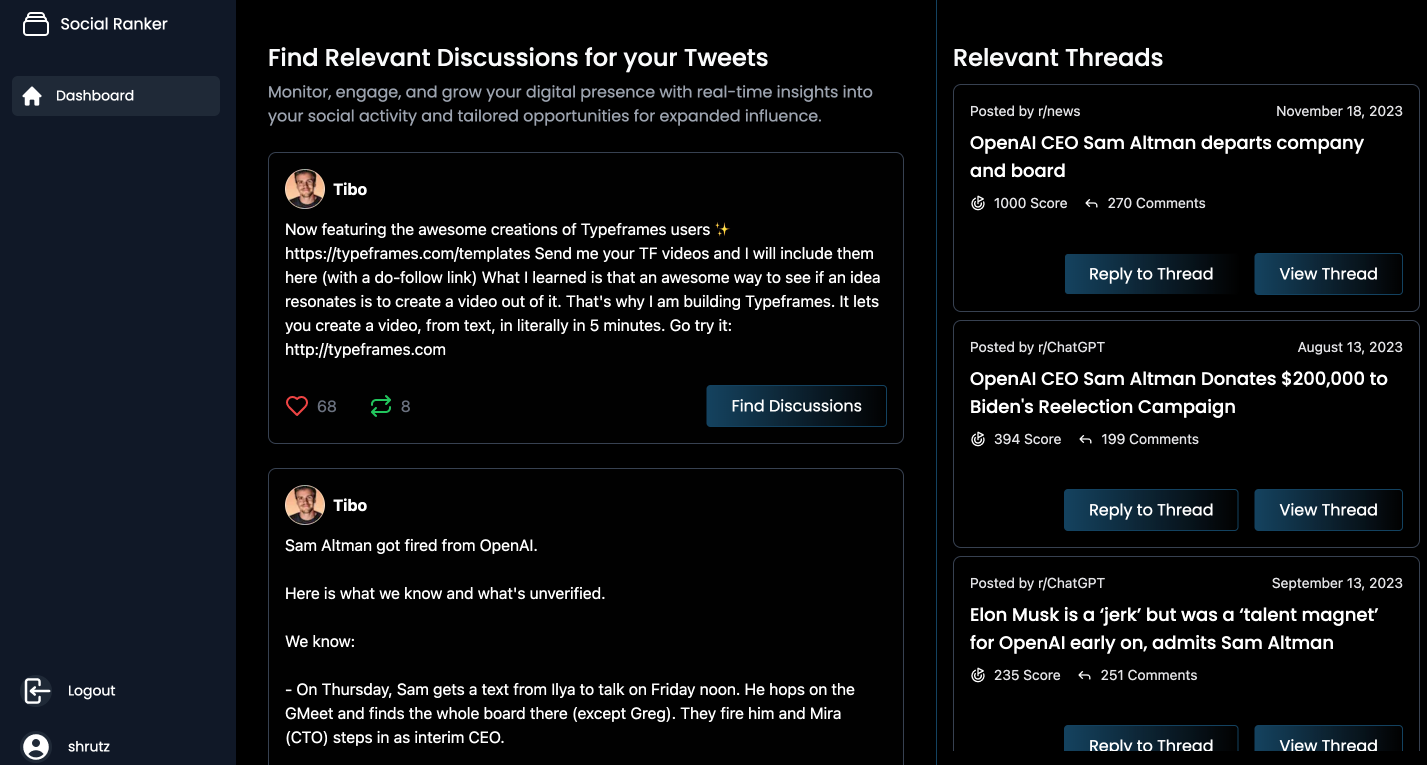 Social Ranker
Dashboard
Logout
shrutz
Find Relevant Discussions for your Tweets
Monitor, engage, and grow your digital presence with real-time insights into
your social activity and tailored opportunities for expanded influence.
Tibo
Now featuring the awesome creations of Typeframes users ✨
https://typeframes.com/templates Send me your TF videos and I will include them
here (with a do-follow link) What I learned is that an awesome way to see if an idea
resonates is to create a video out of it. That's why I am building Typeframes. It lets
you create a video, from text, in literally in 5 minutes. Go try it:
http://typeframes.com
68
8
Find Discussions
Tibo
Sam Altman got fired from OpenAI.
Here is what we know and what's unverified.
We know:
- On Thursday, Sam gets a text from Ilya to talk on Friday noon. He hops on the
GMeet and finds the whole board there (except Greg). They fire him and Mira
(CTO) steps in as interim CEO.
Relevant Threads
Posted by r/news November 18, 2023
OpenAI CEO Sam Altman departs company
and board
1000 Score 270 Comments
Reply to Thread View Thread
Posted by r/ChatGPT August 13, 2023
OpenAI CEO Sam Altman Donates $200,000 to
Biden's Reelection Campaign
394 Score 199 Comments
Reply to Thread View Thread
Posted by r/ChatGPT September 13, 2023
Elon Musk is a ‘jerk’ but was a ‘talent magnet’
for OpenAI early on, admits Sam Altman
235 Score 251 Comments
Reply to Thread View Thread